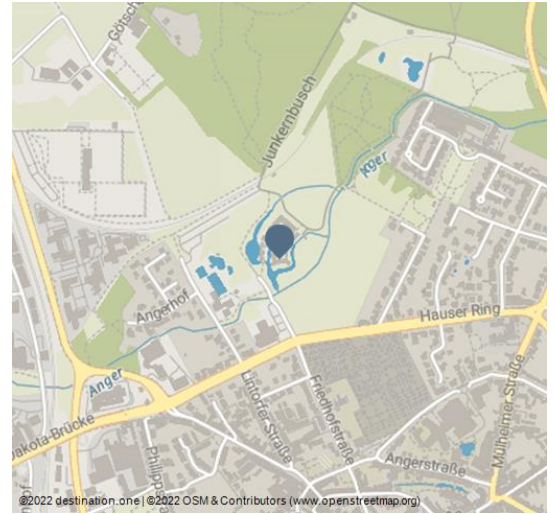 Götsch
Junkernbusch
Anger
Angerhof
Hauser Ring
Anger
Dakota-Brücke
Lintoffer-Straße
Friedhofstraße
Mülheimer-Straße
Angerstraße
Philipp
©2022 destination.one | ©2022 OSM & Contributors (www.openstreetmap.org)